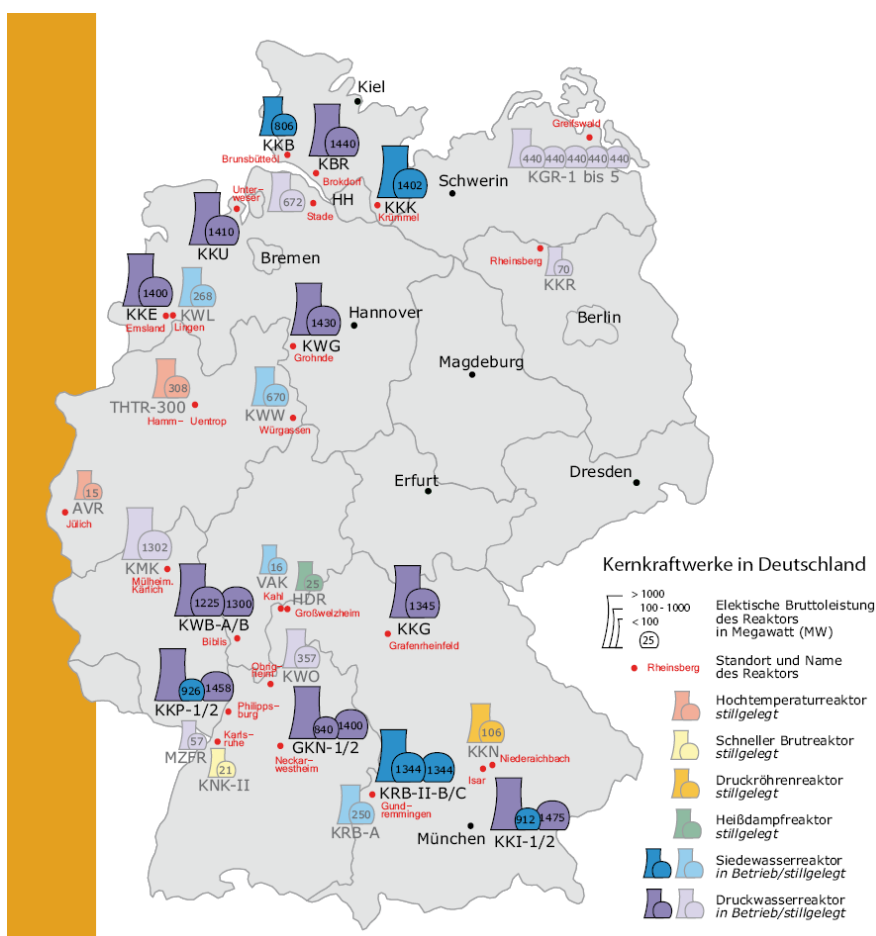 Kiel
806
KKB
Brunsbütteöl
1440
KBR
Brokdorf
Greifswald
440 440 440 440 440
KGR-1 bis 5
1402
KKK
Krümmel
Schwerin
Unter-
weser
672
Stade
HH
1410
KKU
Bremen
Rheinsberg
70
KKR
1400
KKE
Emsland
268
KWL
Lingen
1430
KWG
Grohnde
Hannover
Berlin
Magdeburg
308
THTR-300
Hamm- Uentrop
670
KWW
Würgassen
Erfurt
Dresden
15
AVR
Jülich
1302
KMK
Mülheim.
Kärlich
16
VAK
Kahl
25
HDR
Großwelzheim
1225 1300
KWB-A/B
Biblis
1345
KKG
Grafenrheinfeld
357
KWO
Obrig-
heim
926 1458
KKP-1/2
Philipps-
burg
57
MZFR
Karls-
ruhe
21
KNK-II
840 1400
GKN-1/2
Neckar-
westheim
106
KKN
Niederaichbach
Isar
1344 1344
KRB-II-B/C
Gund-
remmingen
250
KRB-A
München
912 1475
KKI-1/2
Kernkraftwerke in Deutschland
> 1000
100 - 1000
< 100
25
Elektische Bruttoleistung
des Reaktors
in Megawatt (MW)
Rheinsberg
Standort und Name
des Reaktors
Hochtemperaturreaktor
stillgelegt
Schneller Brutreaktor
stillgelegt
Druckröhrenreaktor
stillgelegt
Heißdampfreaktor
stillgelegt
Siedewasserreaktor
in Betrieb/stillgelegt
Druckwasserreaktor
in Betrieb/stillgelegt